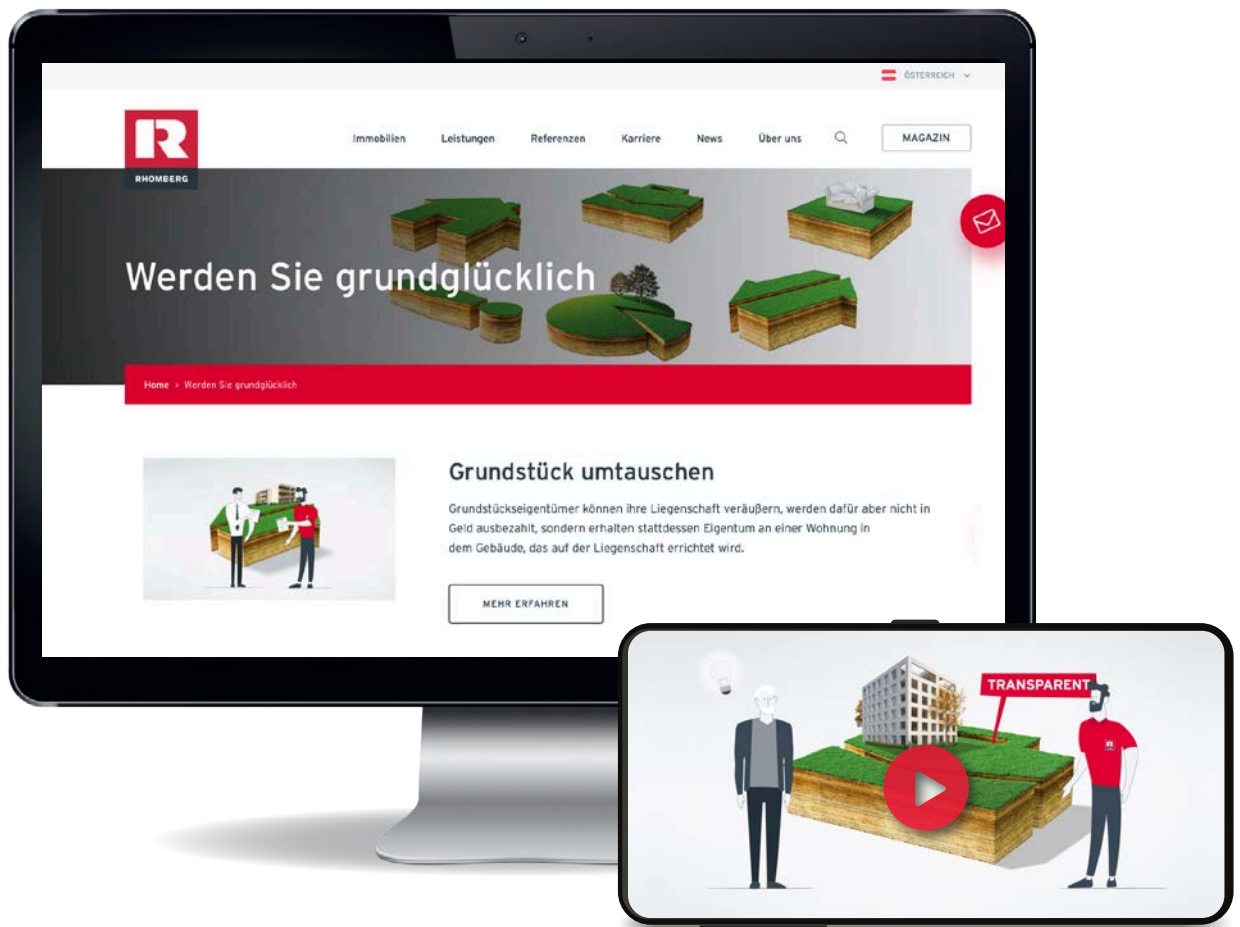 ÖSTERREICH
RHOMBERG
Immobilien Leistungen Referenzen Karriere News Über uns MAGAZIN
Werden Sie grundglücklich
Home > Werden Sie grundglücklich
Grundstück umtauschen
Grundstückseigentümer können ihre Liegenschaft veräußern, werden dafür aber nicht in
Geld ausbezahlt, sondern erhalten stattdessen Eigentum an einer Wohnung in
dem Gebäude, das auf der Liegenschaft errichtet wird.
MEHR ERFAHREN
TRANSPARENT